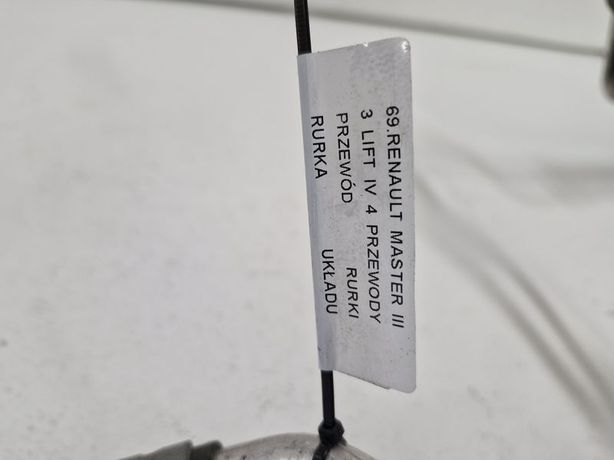 69.RENAULT MASTER III
3 LIFT IV 4 PRZEWODY
PRZEWÓD RURKI
RURKA UKŁADU